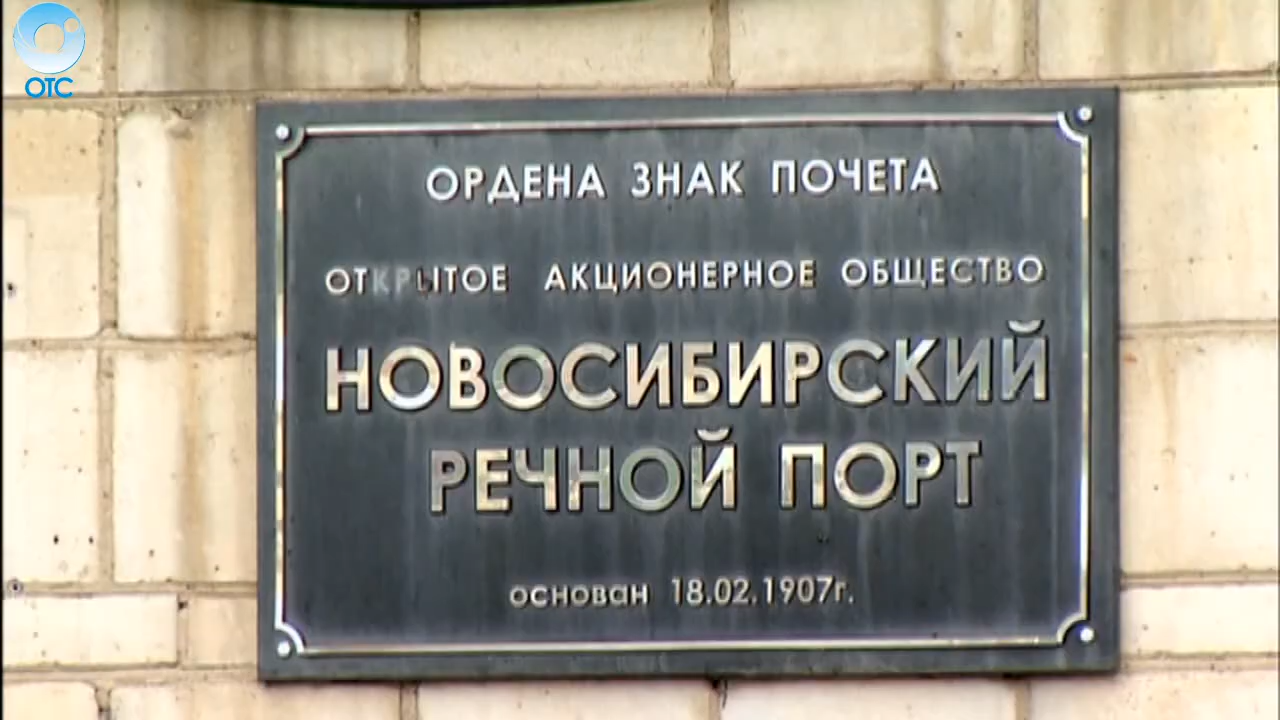 ОТС
ОРДЕНА ЗНАК ПОЧЕТА
ОТКРЫТОЕ АКЦИОНЕРНОЕ ОБЩЕСТВО
НОВОСИБИРСКИЙ
РЕЧНОЙ ПОРТ
основан 18.02.1907г.